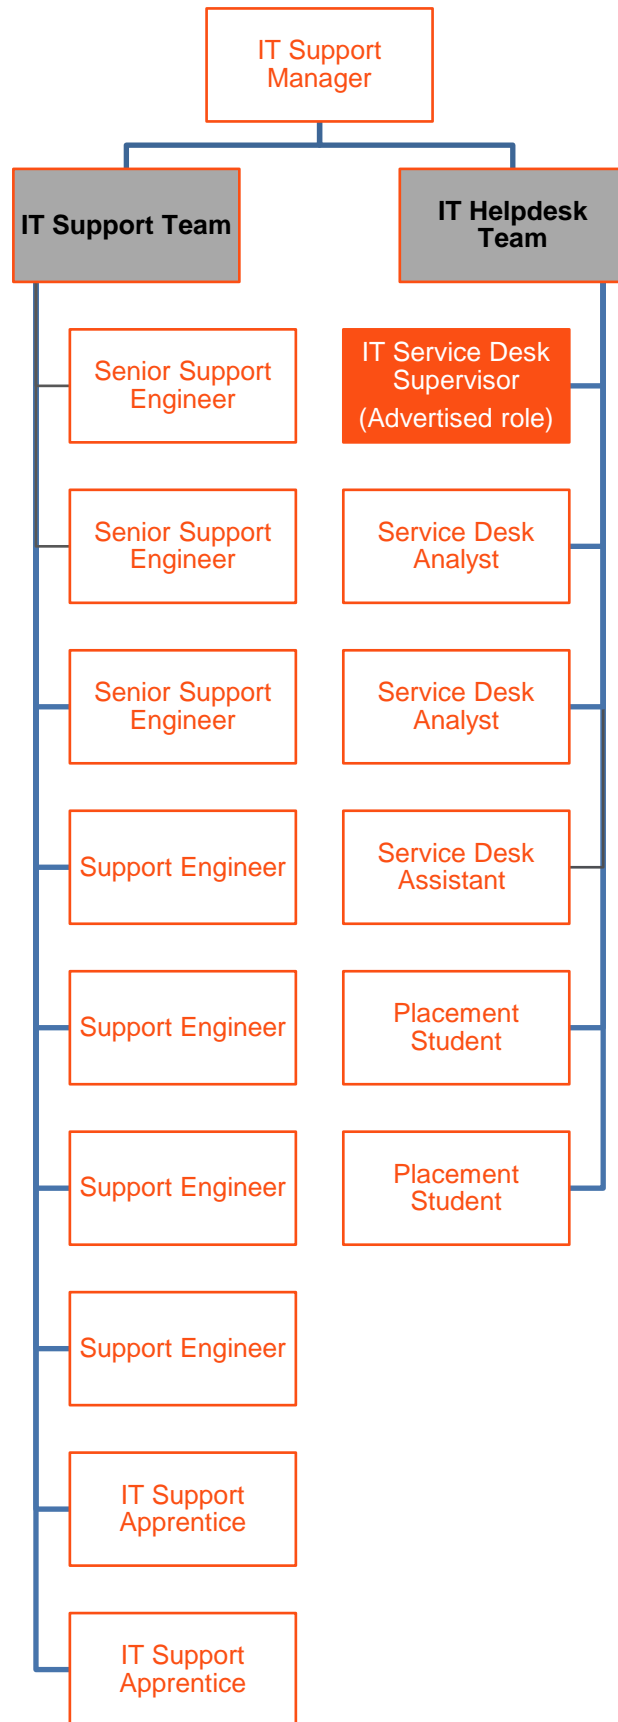 IT Support
Manager
IT Support Team
IT Helpdesk
Team
Senior Support
Engineer
IT Service Desk
Supervisor
(Advertised role)
Senior Support
Engineer
Service Desk
Analyst
Senior Support
Engineer
Service Desk
Analyst
Support Engineer
Service Desk
Assistant
Support Engineer
Placement
Student
Support Engineer
Placement
Student
Support Engineer
IT Support
Apprentice
IT Support
Apprentice